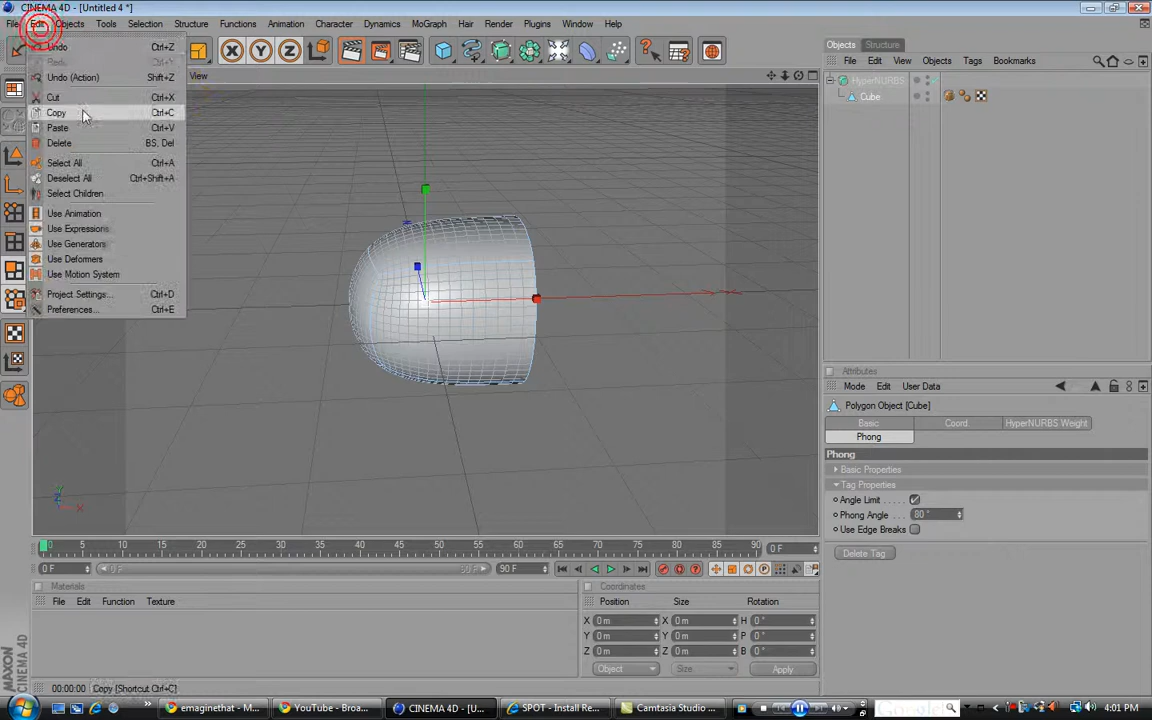 CINEMA 4D - [Untitled 4 *]
File Edit Objects Tools Selection Structure Functions Animation Character Dynamics MoGraph Hair Render Plugins Window Help
Undo Ctrl+Z
Ctrl+Y
Undo (Action) Shift+Z
Cut Ctrl+X
Copy Ctrl+C
Paste Ctrl+V
Delete BS, Del
Select All Ctrl+A
Deselect All Ctrl+Shift+A
Select Children
Use Animation
Use Expressions
Use Generators
Use Deformers
Use Motion System
Project Settings... Ctrl+D
Preferences... Ctrl+E
View
X Y Z
Objects Structure
File Edit View Objects Tags Bookmarks
HyperNURBS
Cube
Attributes
Mode Edit User Data
Polygon Object [Cube]
Basic Coord. HyperNURBS Weight
Phong
Phong
Basic Properties
Tag Properties
Angle Limit
Phong Angle 80 °
Use Edge Breaks
Delete Tag
Y
X
0 5 10 15 20 25 30 35 40 45 50 55 60 65 70 75 80 85 90 0 F
0 F 0 F 90 F 90 F
Materials
File Edit Function Texture
Coordinates
Position Size Rotation
X 0 m X 0 m H 0 °
Y 0 m Y 0 m P 0 °
Z 0 m Z 0 m B 0 °
Object Size Apply
MAXON
CINEMA 4D
00:00:00 Copy [Shortcut Ctrl+C]
emaginethat - M... YouTube - Broa... CINEMA 4D - [U... SPOT - Install Re... Camtasia Studio ... Google 4:01 PM